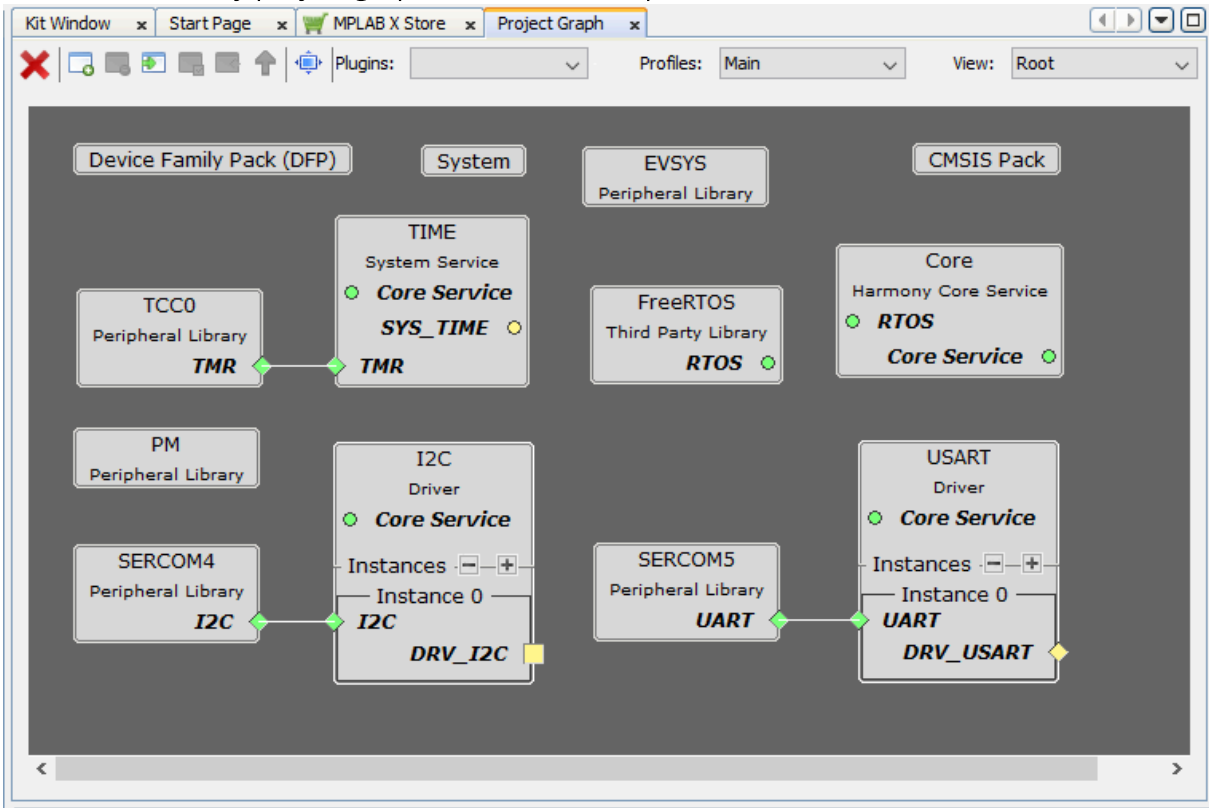 Kit Window x Start Page x MPLAB X Store x Project Graph x
Plugins: Profiles: Main View: Root
Device Family Pack (DFP)
System
EVSYS
Peripheral Library
CMSIS Pack
TIME
System Service
Core Service
SYS_TIME
TMR
TCC0
Peripheral Library
TMR
FreeRTOS
Third Party Library
RTOS
Core
Harmony Core Service
RTOS
Core Service
PM
Peripheral Library
I2C
Driver
Core Service
Instances
Instance 0
I2C
DRV_I2C
SERCOM4
Peripheral Library
I2C
SERCOM5
Peripheral Library
UART
USART
Driver
Core Service
Instances
Instance 0
UART
DRV_USART